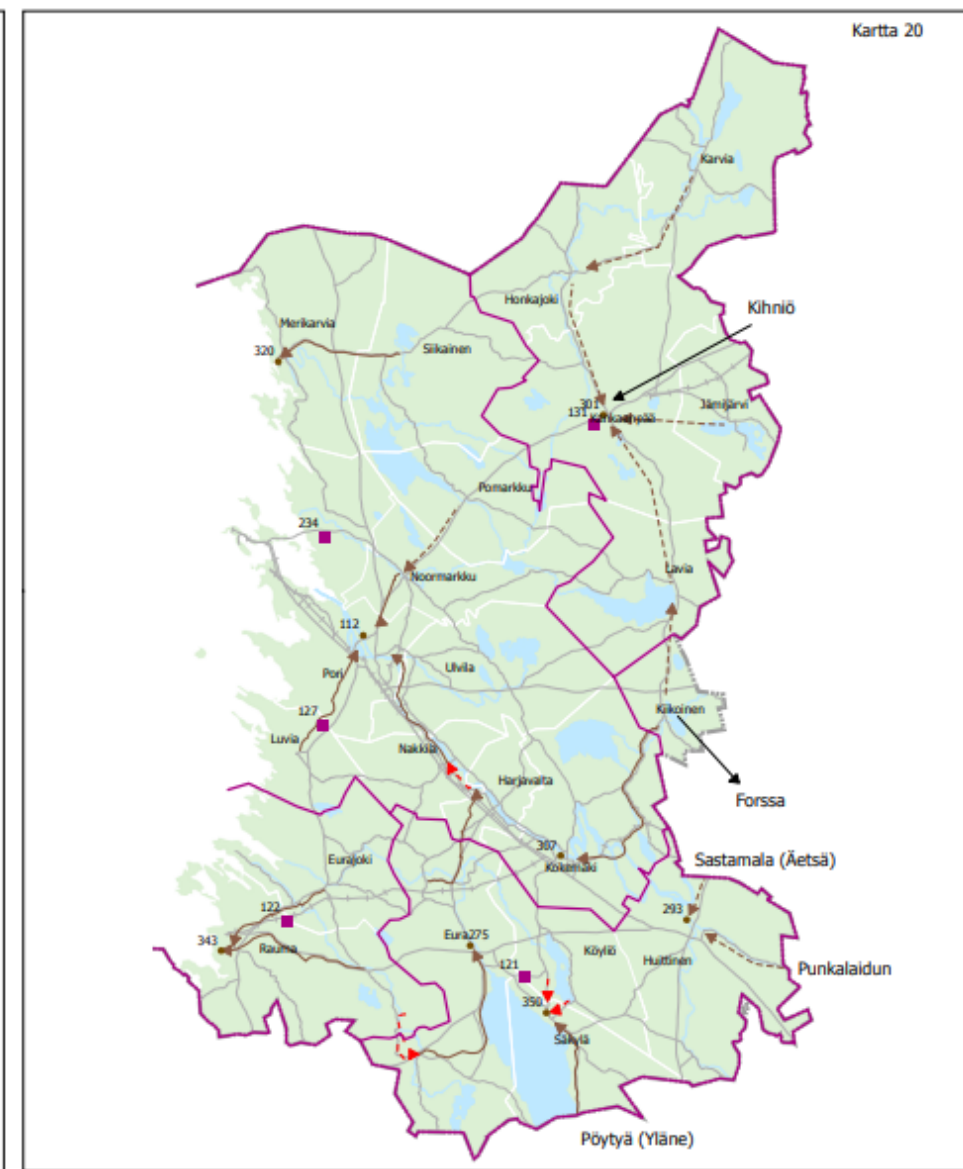 Kartta 20
Karvia
Honkajoki
Kihniö
Merikarvia
320
Siikainen
301
131
Kankaanpää
Jämijärvi
Pomarkku
234
Noormarkku
Lavia
112
Pori
Ulvila
127
Luvia
Kiikoinen
Nakkila
Harjavalta
Forssa
307
Kokemäki
Eurajoki
Sastamala (Äetsä)
122
293
343
Rauma
Eura275
121
Köyliö
Huittinen
Punkalaidun
350
Säkylä
Pöytyä (Yläne)